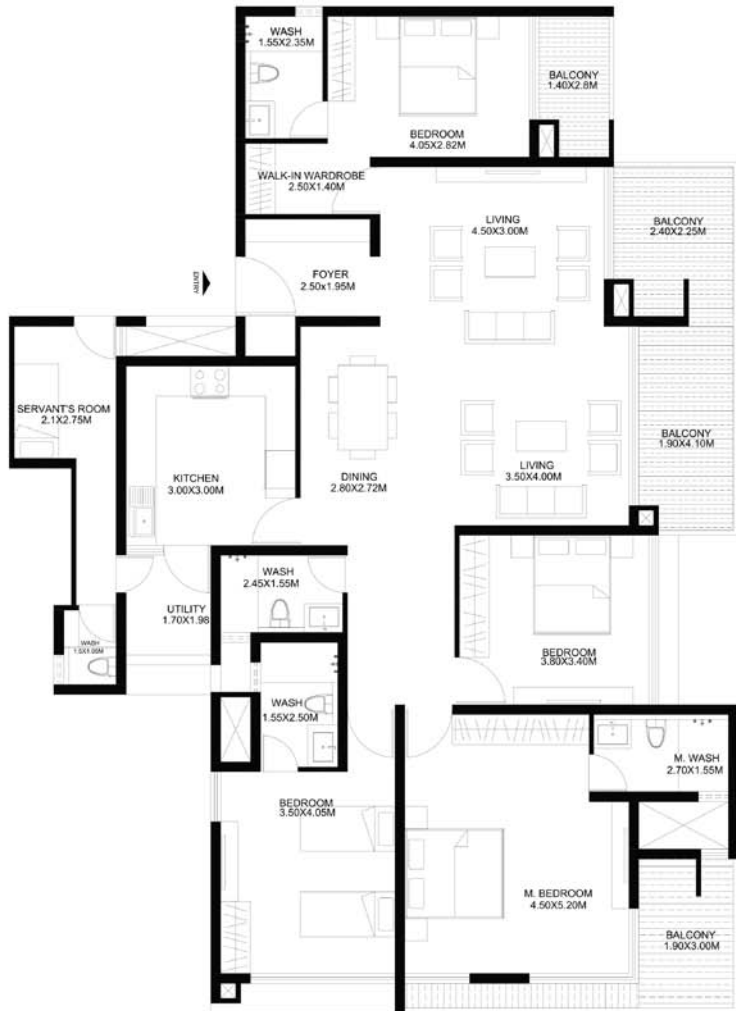 WASH
1.55X2.35M
BALCONY
1.40X2.8M
BEDROOM
4.05X2.82M
WALK-IN WARDROBE
2.50X1.40M
LIVING
4.50X3.00M
BALCONY
2.40X2.25M
FOYER
2.50x1.95M
ENTRY
SERVANT'S ROOM
2.1X2.75M
KITCHEN
3.00X3.00M
DINING
2.80X2.72M
LIVING
3.50X4.00M
BALCONY
1.90X4.10M
WASH
2.45X1.55M
UTILITY
1.70X1.98
WASH
1.5X1.00M
BEDROOM
3.80X3.40M
WASH
1.55X2.50M
M. WASH
2.70X1.55M
BEDROOM
3.50X4.05M
M. BEDROOM
4.50X5.20M
BALCONY
1.90X3.00M